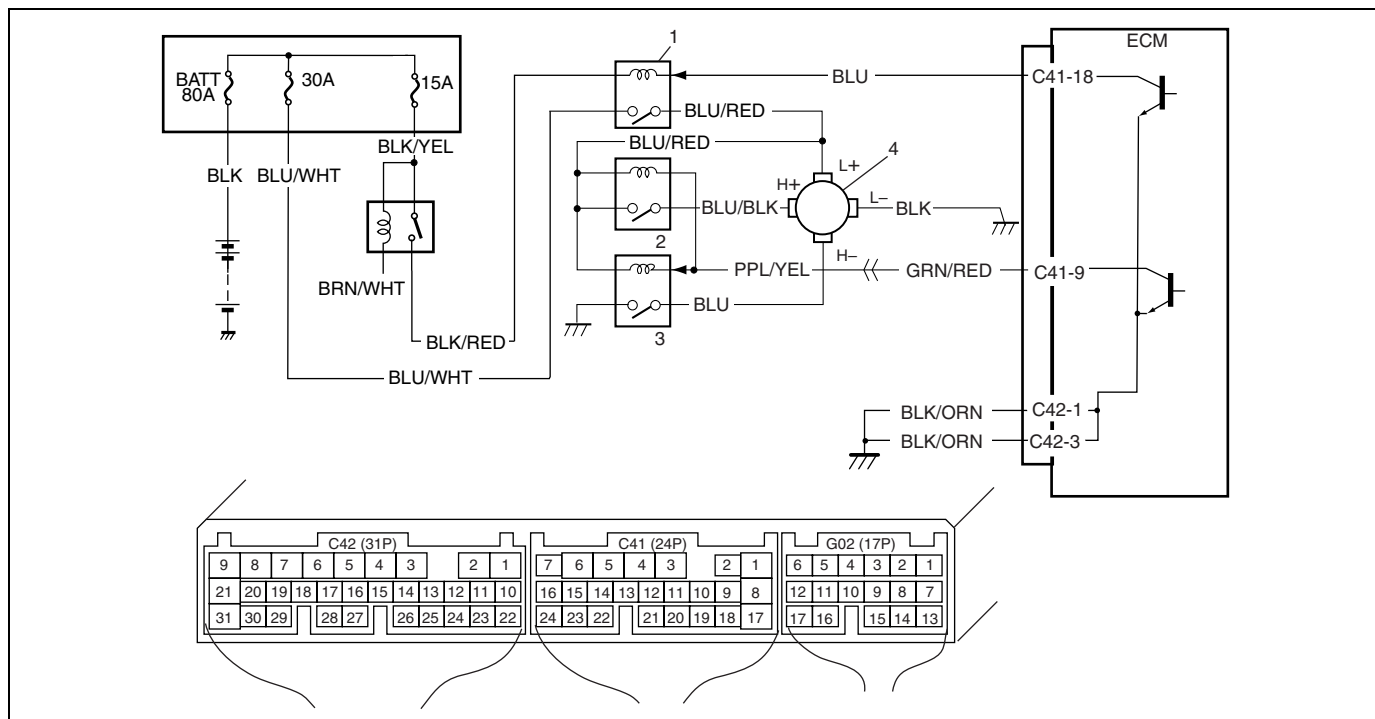 ECM
1
BATT
80A
30A
15A
BLU
C41-18
BLU/RED
BLK/YEL
BLU/RED
BLK
BLU/WHT
4
L+
H+
L–
BLU/BLK
BLK
2
H–
BRN/WHT
PPL/YEL
GRN/RED
C41-9
BLU
BLK/RED
3
BLU/WHT
BLK/ORN
C42-1
BLK/ORN
C42-3
C42 (31P)
C41 (24P)
G02 (17P)
9 8 7 6 5 4 3 2 1
7 6 5 4 3 2 1
6 5 4 3 2 1
21 20 19 18 17 16 15 14 13 12 11 10
16 15 14 13 12 11 10 9 8
12 11 10 9 8 7
31 30 29 28 27 26 25 24 23 22
24 23 22 21 20 19 18 17
17 16 15 14 13